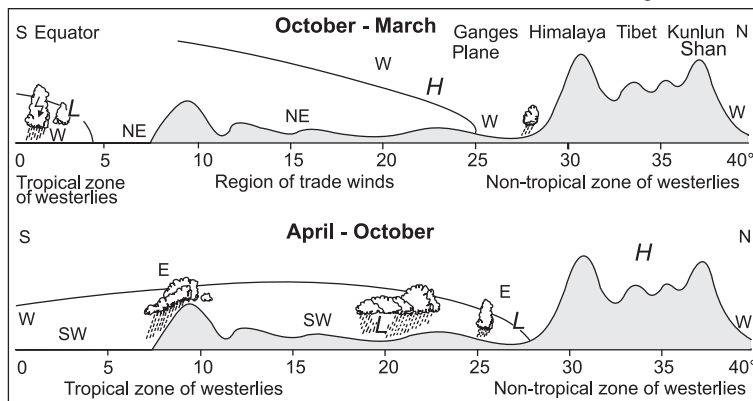 October - March
S Equator
Ganges Plane
Himalaya
Tibet
Kunlun Shan
N
W
H
L
W
NE
NE
W
W
0 5 10 15 20 25 30 35 40°
Tropical zone of westerlies
Region of trade winds
Non-tropical zone of westerlies
April - October
S
N
E
H
E
W
SW
SW
L
L
W
0 5 10 15 20 25 30 35 40°
Tropical zone of westerlies
Non-tropical zone of westerlies